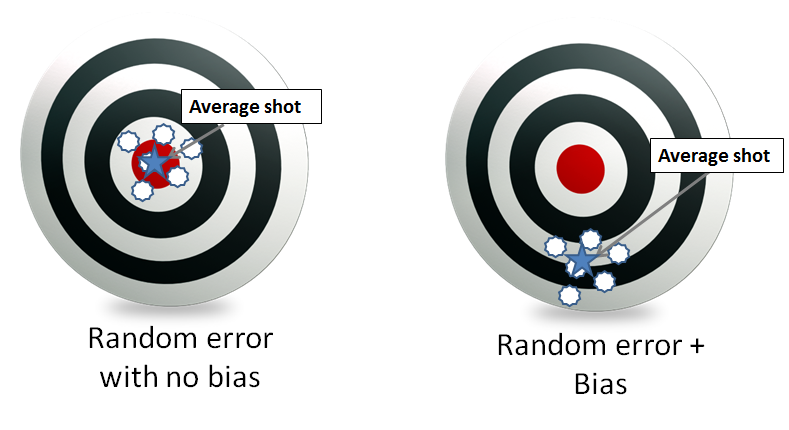 Average shot
Average shot
Random error
with no bias
Random error +
Bias